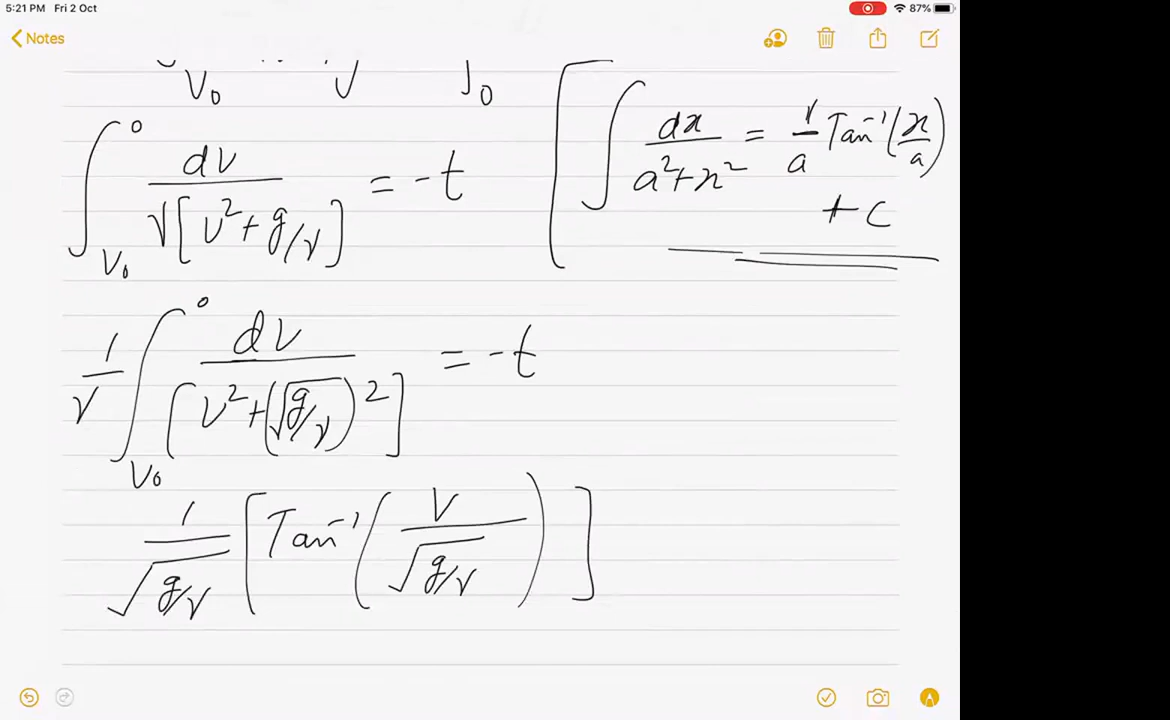 5:21 PM Fri 2 Oct
87%
Notes
V₀ γ ∫₀
∫_{V₀}^{0} dv / γ[v² + g/γ] = -t
[∫ dx / (a² + x²) = 1/a Tan⁻¹(x/a)
+ C
1/γ ∫_{V₀}^{0} dv / [v² + (√(g/γ))²] = -t
1/√(g/γ) [Tan⁻¹(v / √(g/γ))]